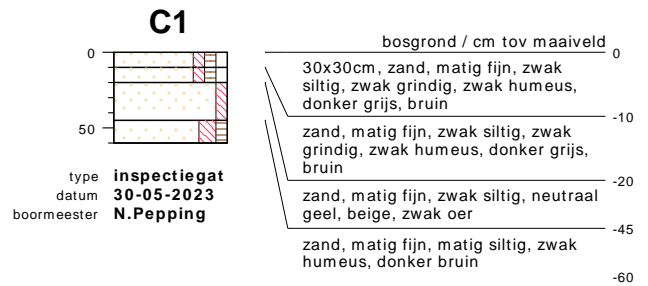 C1
0
50
type inspectiegat
datum 30-05-2023
boormeester N.Pepping
bosgrond / cm tov maaiveld
0
30x30cm, zand, matig fijn, zwak
siltig, zwak grindig, zwak humeus,
donker grijs, bruin
-10
zand, matig fijn, zwak siltig, zwak
grindig, zwak humeus, donker grijs,
bruin
-20
zand, matig fijn, zwak siltig, neutraal
geel, beige, zwak oer
-45
zand, matig fijn, matig siltig, zwak
humeus, donker bruin
-60